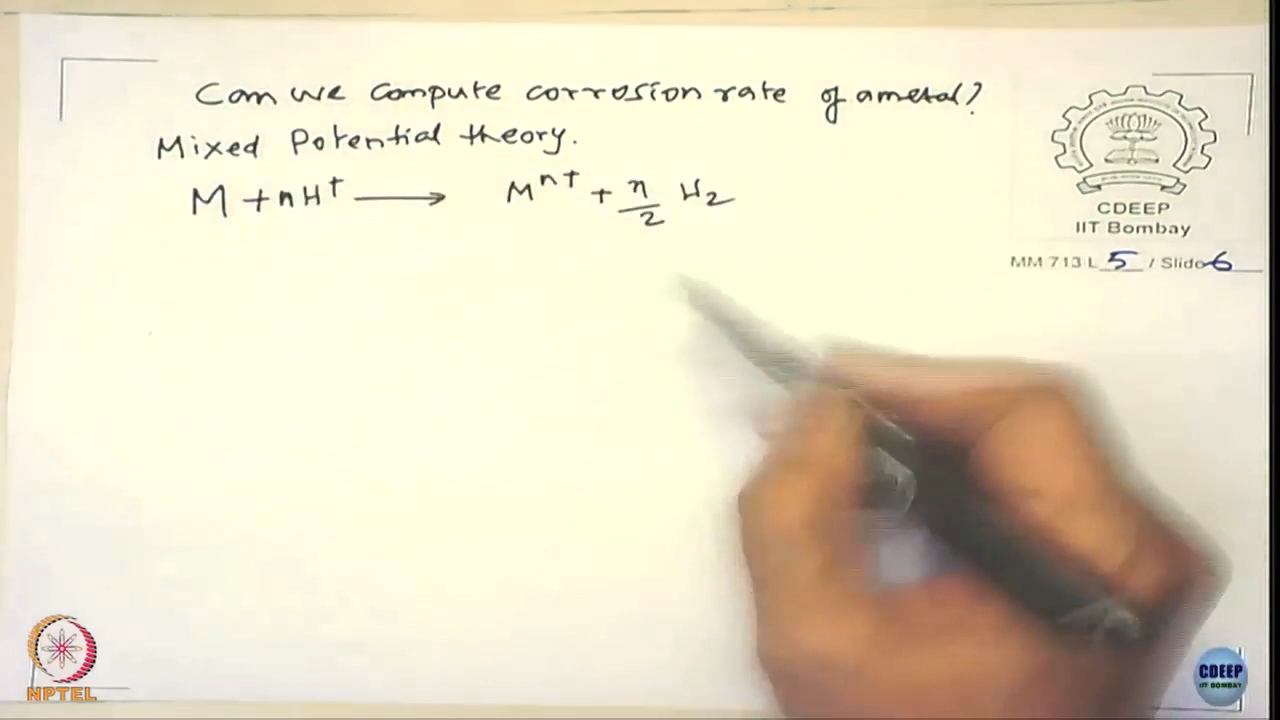 Can we compute corrosion rate of a metal?
Mixed Potential theory.
M + nH⁺ ⟶ Mⁿ⁺ + n/2 H₂
CDEEP
IIT Bombay
MM 713 L 5 / Slide 6
NPTEL
CDEEP
IIT BOMBAY